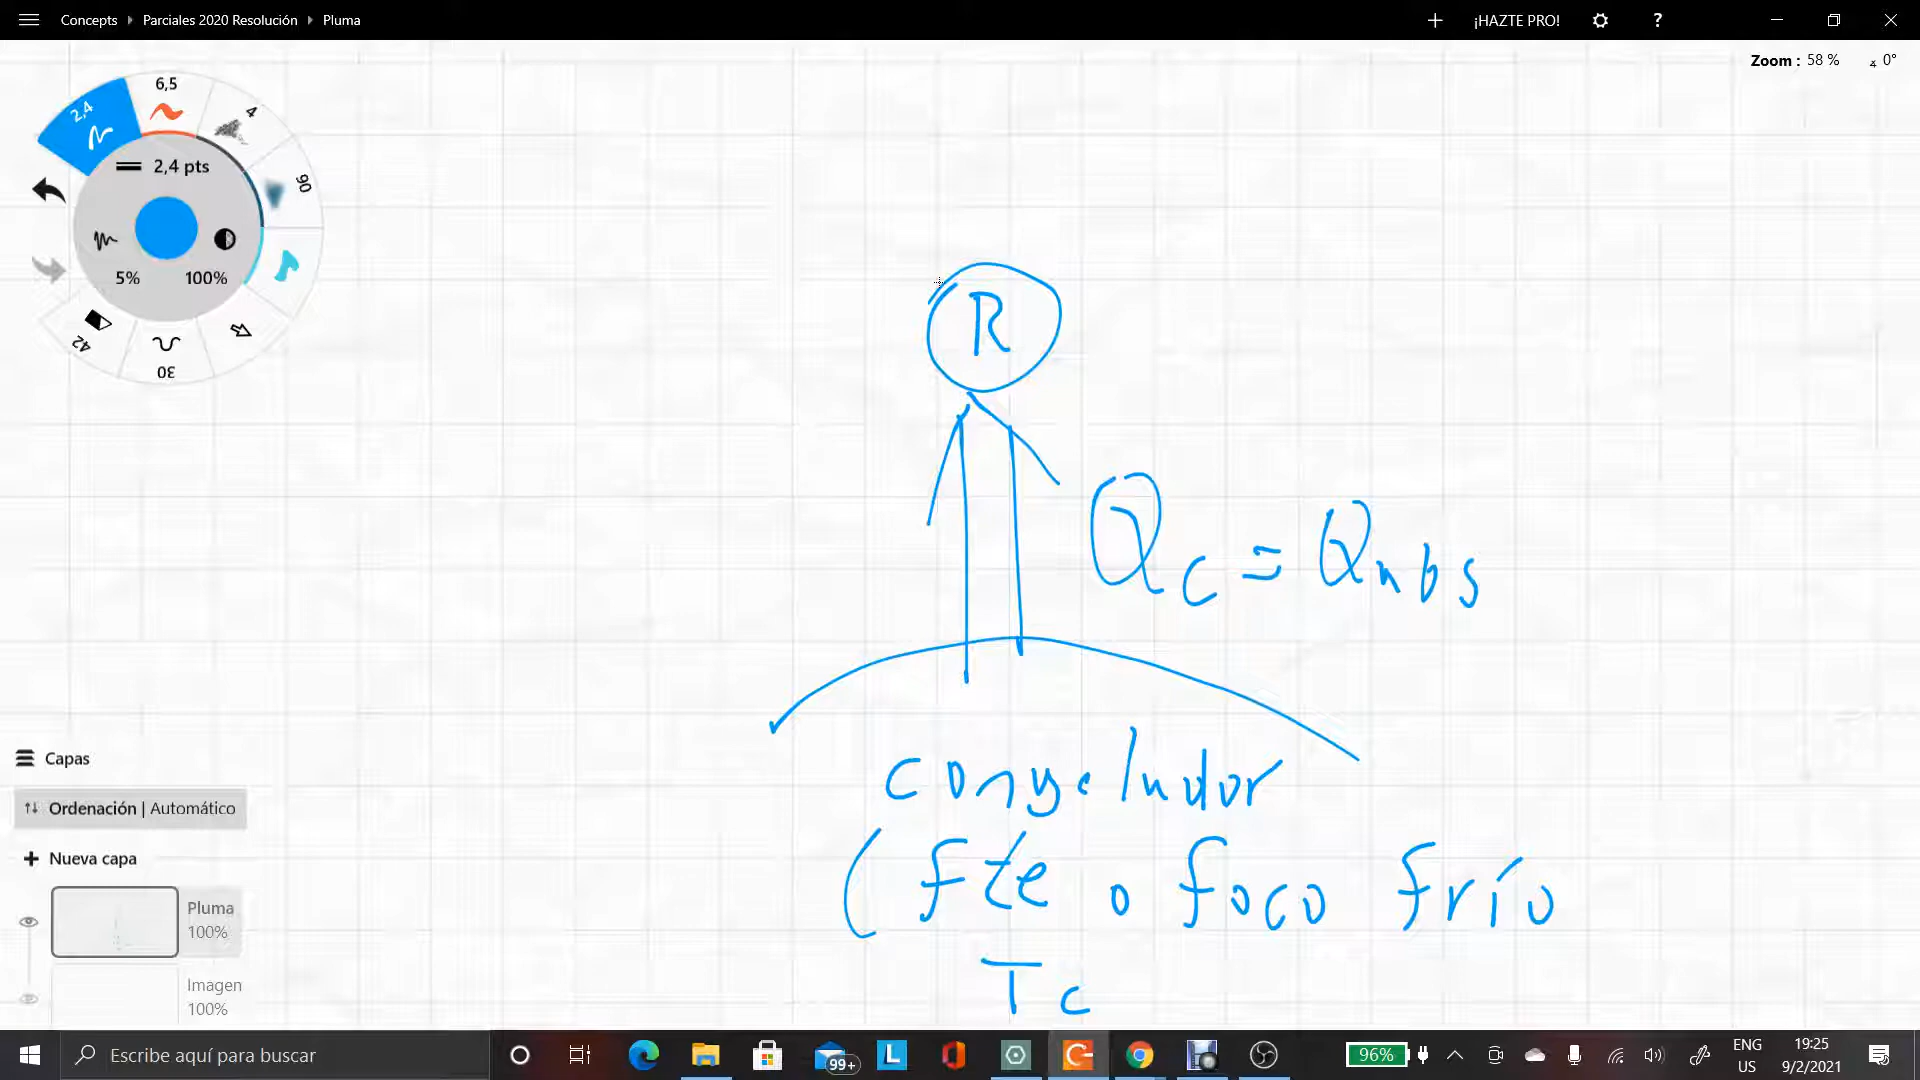 Concepts Parciales 2020 Resolución Pluma
¡HAZTE PRO!
?
Zoom : 58 % 0°
2,4
6,5
4
90
2,4 pts
5% 100%
42
30
R
Qc = Qabs
congelador
(fte o foco frío
Tc
Capas
Ordenación | Automático
Nueva capa
Pluma
100%
Imagen
100%
Escribe aquí para buscar
99+
L
96%
ENG
US
19:25
9/2/2021